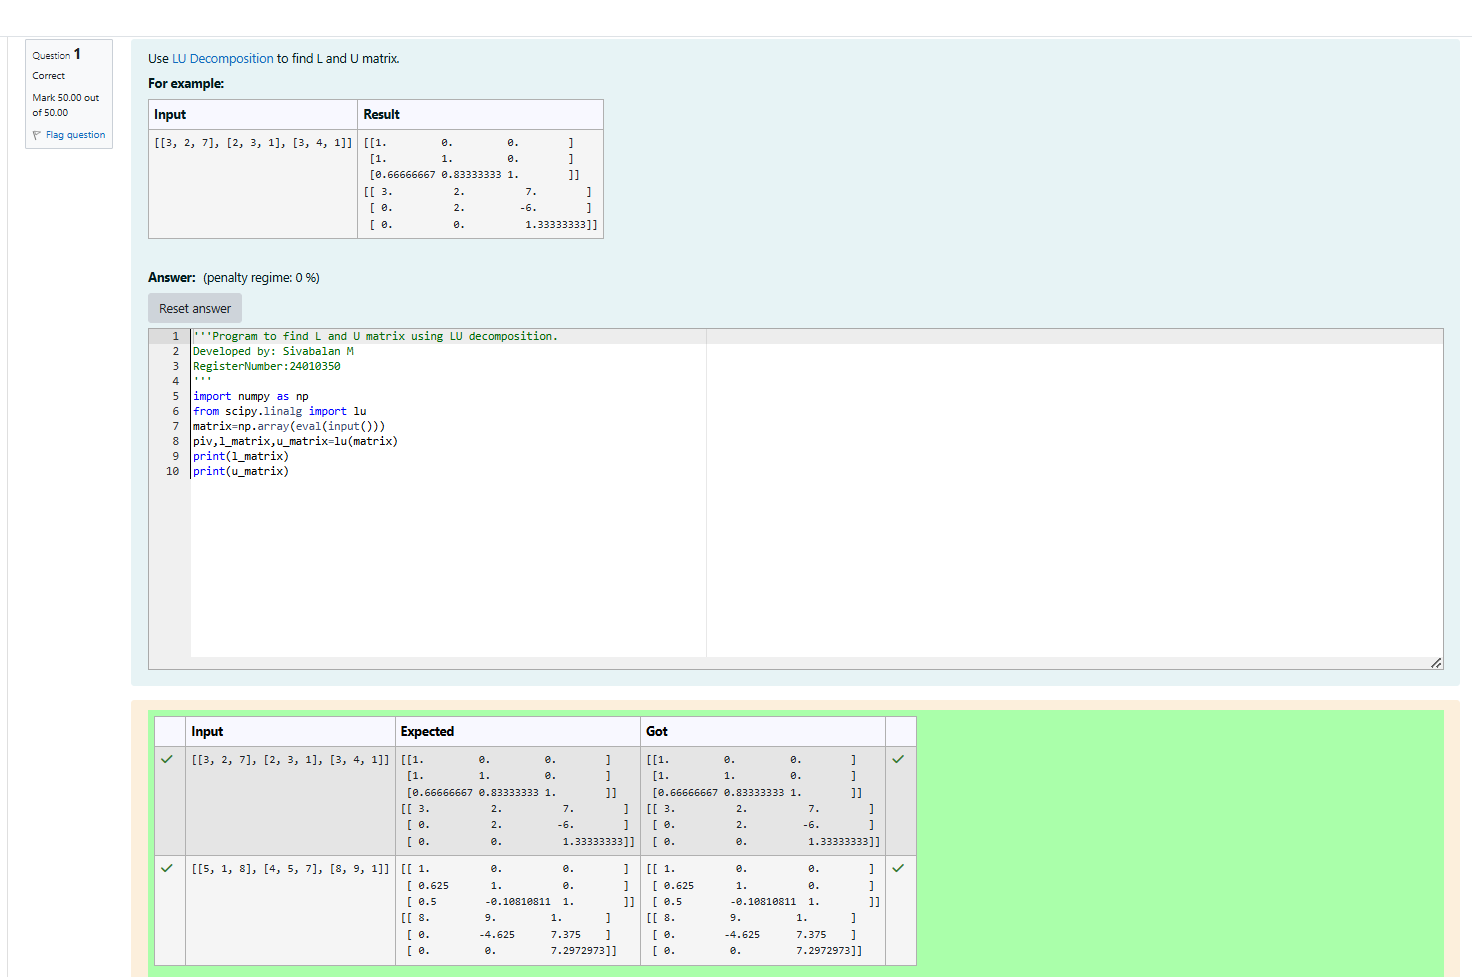 Question 1
Correct
Mark 50.00 out
of 50.00
Flag question
Use LU Decomposition to find L and U matrix.
For example:
Input Result
[[3, 2, 7], [2, 3, 1], [3, 4, 1]] [[1. 0. 0. ]
[1. 1. 0. ]
[0.66666667 0.83333333 1. ]]
[[ 3. 2. 7. ]
[ 0. 2. -6. ]
[ 0. 0. 1.33333333]]
Answer: (penalty regime: 0 %)
Reset answer
1 '''Program to find L and U matrix using LU decomposition.
2 Developed by: Sivabalan M
3 RegisterNumber:24010350
4 '''
5 import numpy as np
6 from scipy.linalg import lu
7 matrix=np.array(eval(input()))
8 piv,l_matrix,u_matrix=lu(matrix)
9 print(l_matrix)
10 print(u_matrix)
Input Expected Got
[[3, 2, 7], [2, 3, 1], [3, 4, 1]] [[1. 0. 0. ] [[1. 0. 0. ]
[1. 1. 0. ] [1. 1. 0. ]
[0.66666667 0.83333333 1. ]] [0.66666667 0.83333333 1. ]]
[[ 3. 2. 7. ] [[ 3. 2. 7. ]
[ 0. 2. -6. ] [ 0. 2. -6. ]
[ 0. 0. 1.33333333]] [ 0. 0. 1.33333333]]
[[5, 1, 8], [4, 5, 7], [8, 9, 1]] [[ 1. 0. 0. ] [[ 1. 0. 0. ]
[ 0.625 1. 0. ] [ 0.625 1. 0. ]
[ 0.5 -0.10810811 1. ]] [ 0.5 -0.10810811 1. ]]
[[ 8. 9. 1. ] [[ 8. 9. 1. ]
[ 0. -4.625 7.375 ] [ 0. -4.625 7.375 ]
[ 0. 0. 7.2972973]] [ 0. 0. 7.2972973]]